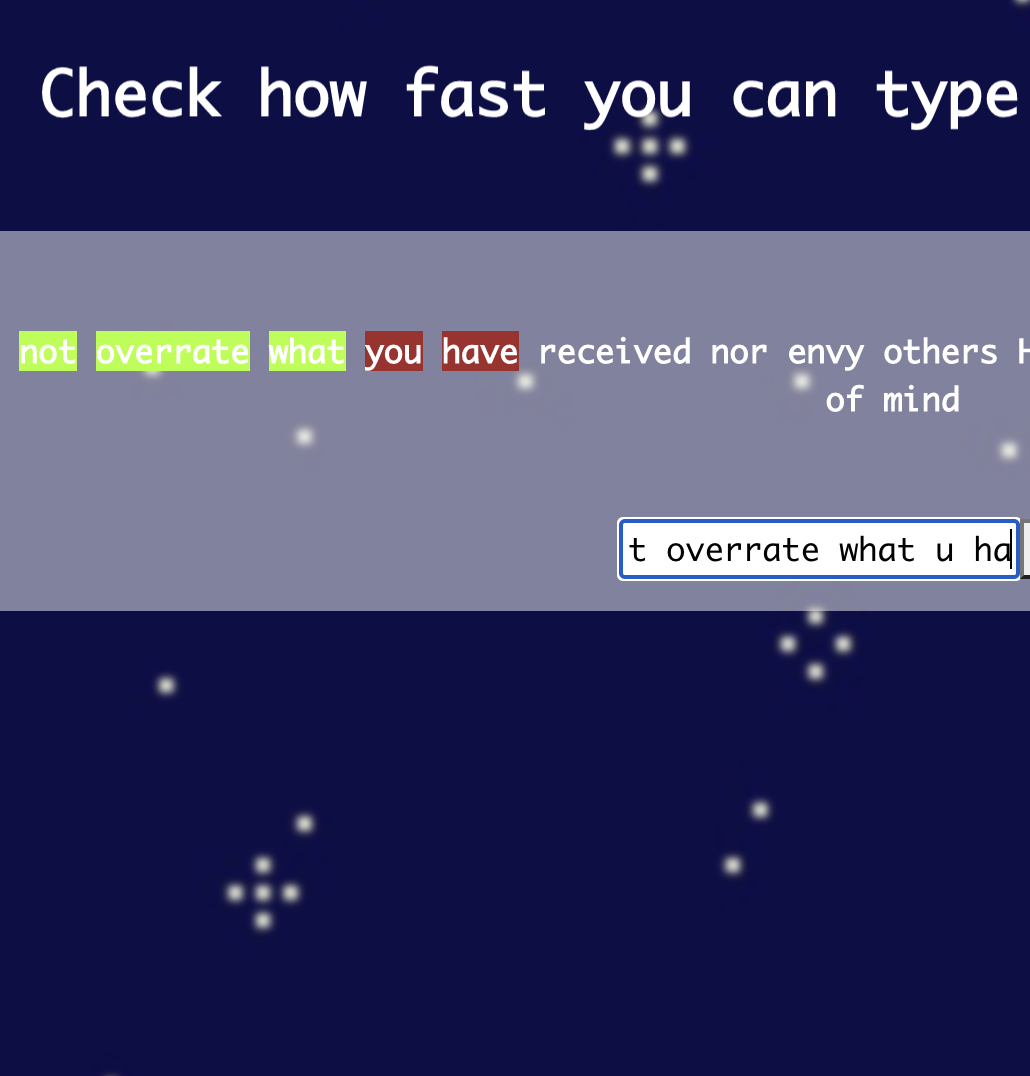 Check how fast you can type
not overrate what you have received nor envy others H
of mind
t overrate what u ha